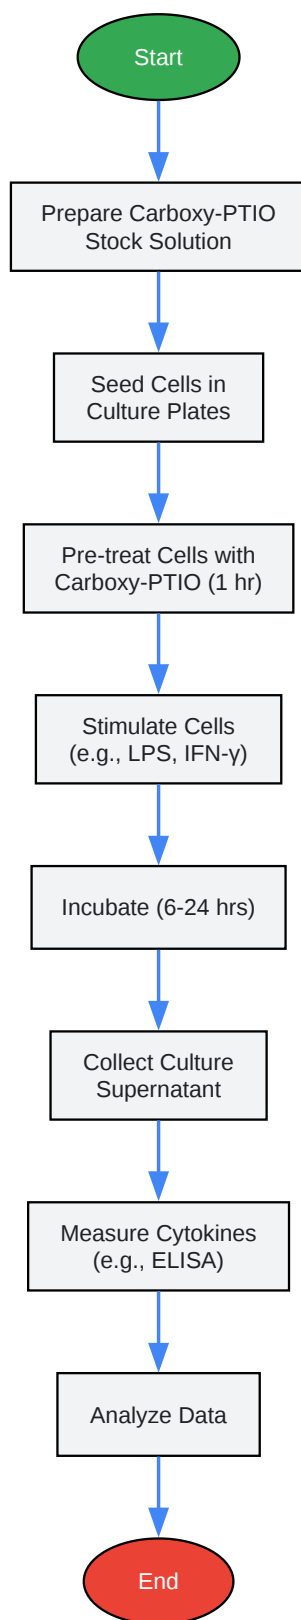 Start
Prepare Carboxy-PTIO
Stock Solution
Seed Cells in
Culture Plates
Pre-treat Cells with
Carboxy-PTIO (1 hr)
Stimulate Cells
(e.g., LPS, IFN-γ)
Incubate (6-24 hrs)
Collect Culture
Supernatant
Measure Cytokines
(e.g., ELISA)
Analyze Data
End